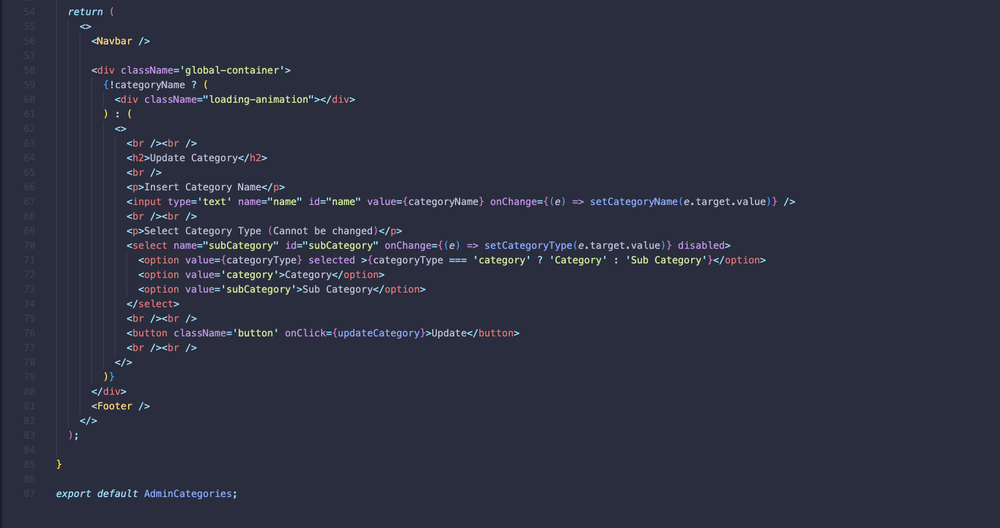 54 return (
55 <>
56 <Navbar />
57
58 <div className='global-container'>
59 {!categoryName ? (
60 <div className="loading-animation"></div>
61 ) : (
62 <>
63 <br /><br />
64 <h2>Update Category</h2>
65 <br />
66 <p>Insert Category Name</p>
67 <input type='text' name="name" id="name" value={categoryName} onChange={(e) => setCategoryName(e.target.value)} />
68 <br /><br />
69 <p>Select Category Type (Cannot be changed)</p>
70 <select name="subCategory" id="subCategory" onChange={(e) => setCategoryType(e.target.value)} disabled>
71 <option value={categoryType} selected >{categoryType === 'category' ? 'Category' : 'Sub Category'}</option>
72 <option value='category'>Category</option>
73 <option value='subCategory'>Sub Category</option>
74 </select>
75 <br /><br />
76 <button className='button' onClick={updateCategory}>Update</button>
77 <br /><br />
78 </>
79 )}
80 </div>
81 <Footer />
82 </>
83 );
84
85 }
86
87 export default AdminCategories;